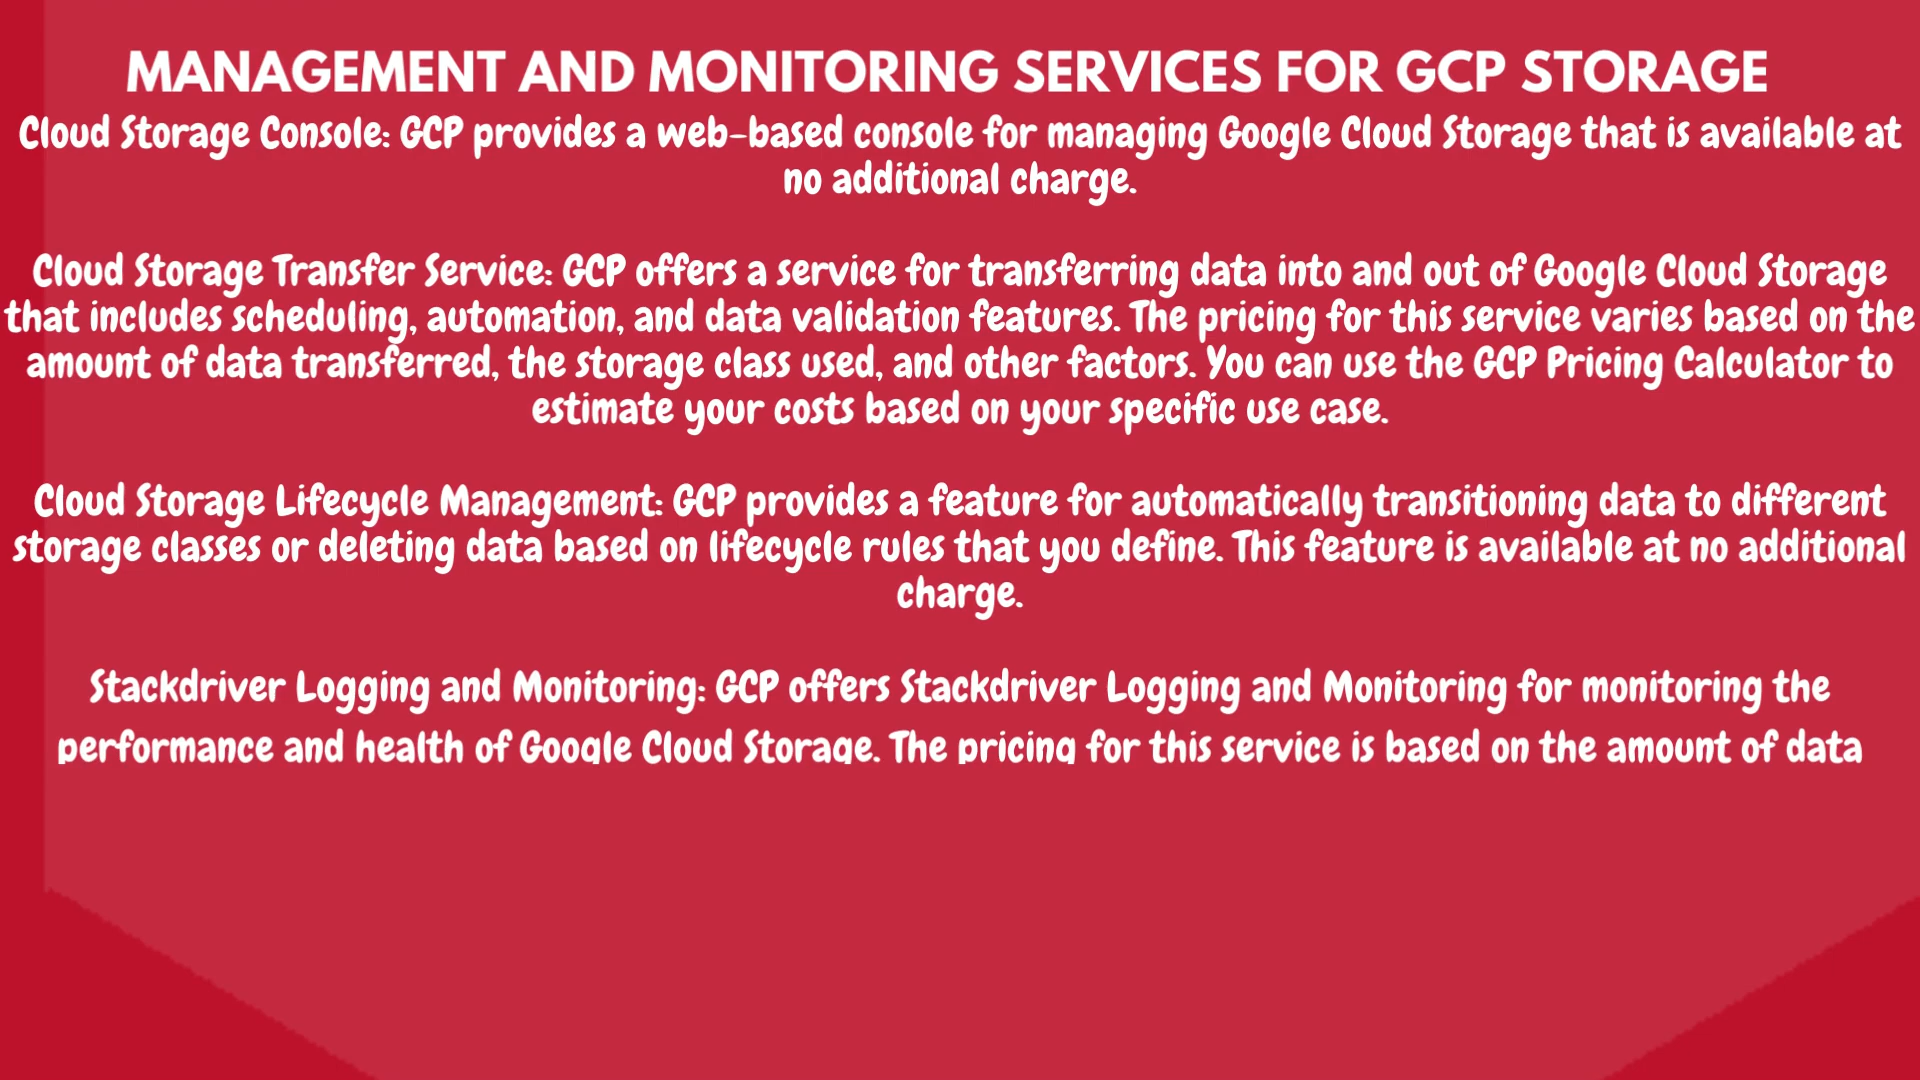 MANAGEMENT AND MONITORING SERVICES FOR GCP STORAGE
Cloud Storage Console: GCP provides a web-based console for managing Google Cloud Storage that is available at
no additional charge.
Cloud Storage Transfer Service: GCP offers a service for transferring data into and out of Google Cloud Storage
that includes scheduling, automation, and data validation features. The pricing for this service varies based on the
amount of data transferred, the storage class used, and other factors. You can use the GCP Pricing Calculator to
estimate your costs based on your specific use case.
Cloud Storage Lifecycle Management: GCP provides a feature for automatically transitioning data to different
storage classes or deleting data based on lifecycle rules that you define. This feature is available at no additional
charge.
Stackdriver Logging and Monitoring: GCP offers Stackdriver Logging and Monitoring for monitoring the
performance and health of Google Cloud Storage. The pricing for this service is based on the amount of data